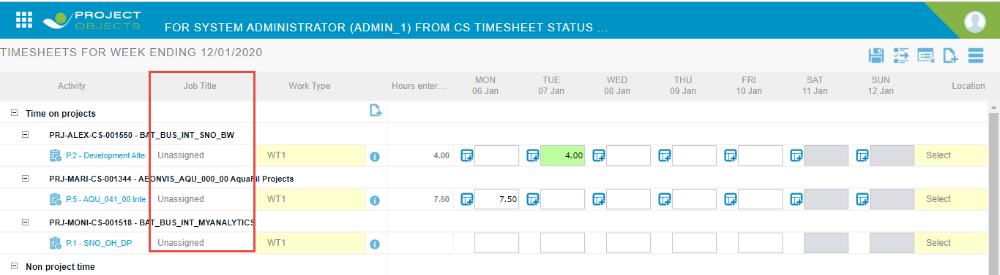 PROJECT
OBJECTS
FOR SYSTEM ADMINISTRATOR (ADMIN_1) FROM CS TIMESHEET STATUS ...
TIMESHEETS FOR WEEK ENDING 12/01/2020
Activity Job Title Work Type Hours enter... MON TUE WED THU FRI SAT SUN Location
06 Jan 07 Jan 08 Jan 09 Jan 10 Jan 11 Jan 12 Jan
Time on projects
PRJ-ALEX-CS-001550 - BAT_BUS_INT_SNO_BW
P.2 - Development Alte Unassigned WT1 4.00 4.00 Select
PRJ-MARI-CS-001344 - AEONVIS_AQU_000_00 AquaFil Projects
P.5 - AQU_041_00 Inte Unassigned WT1 7.50 7.50 Select
PRJ-MONI-CS-001518 - BAT_BUS_INT_MYANALYTICS
P.1 - SNO_OH_DP Unassigned WT1 Select
Non project time